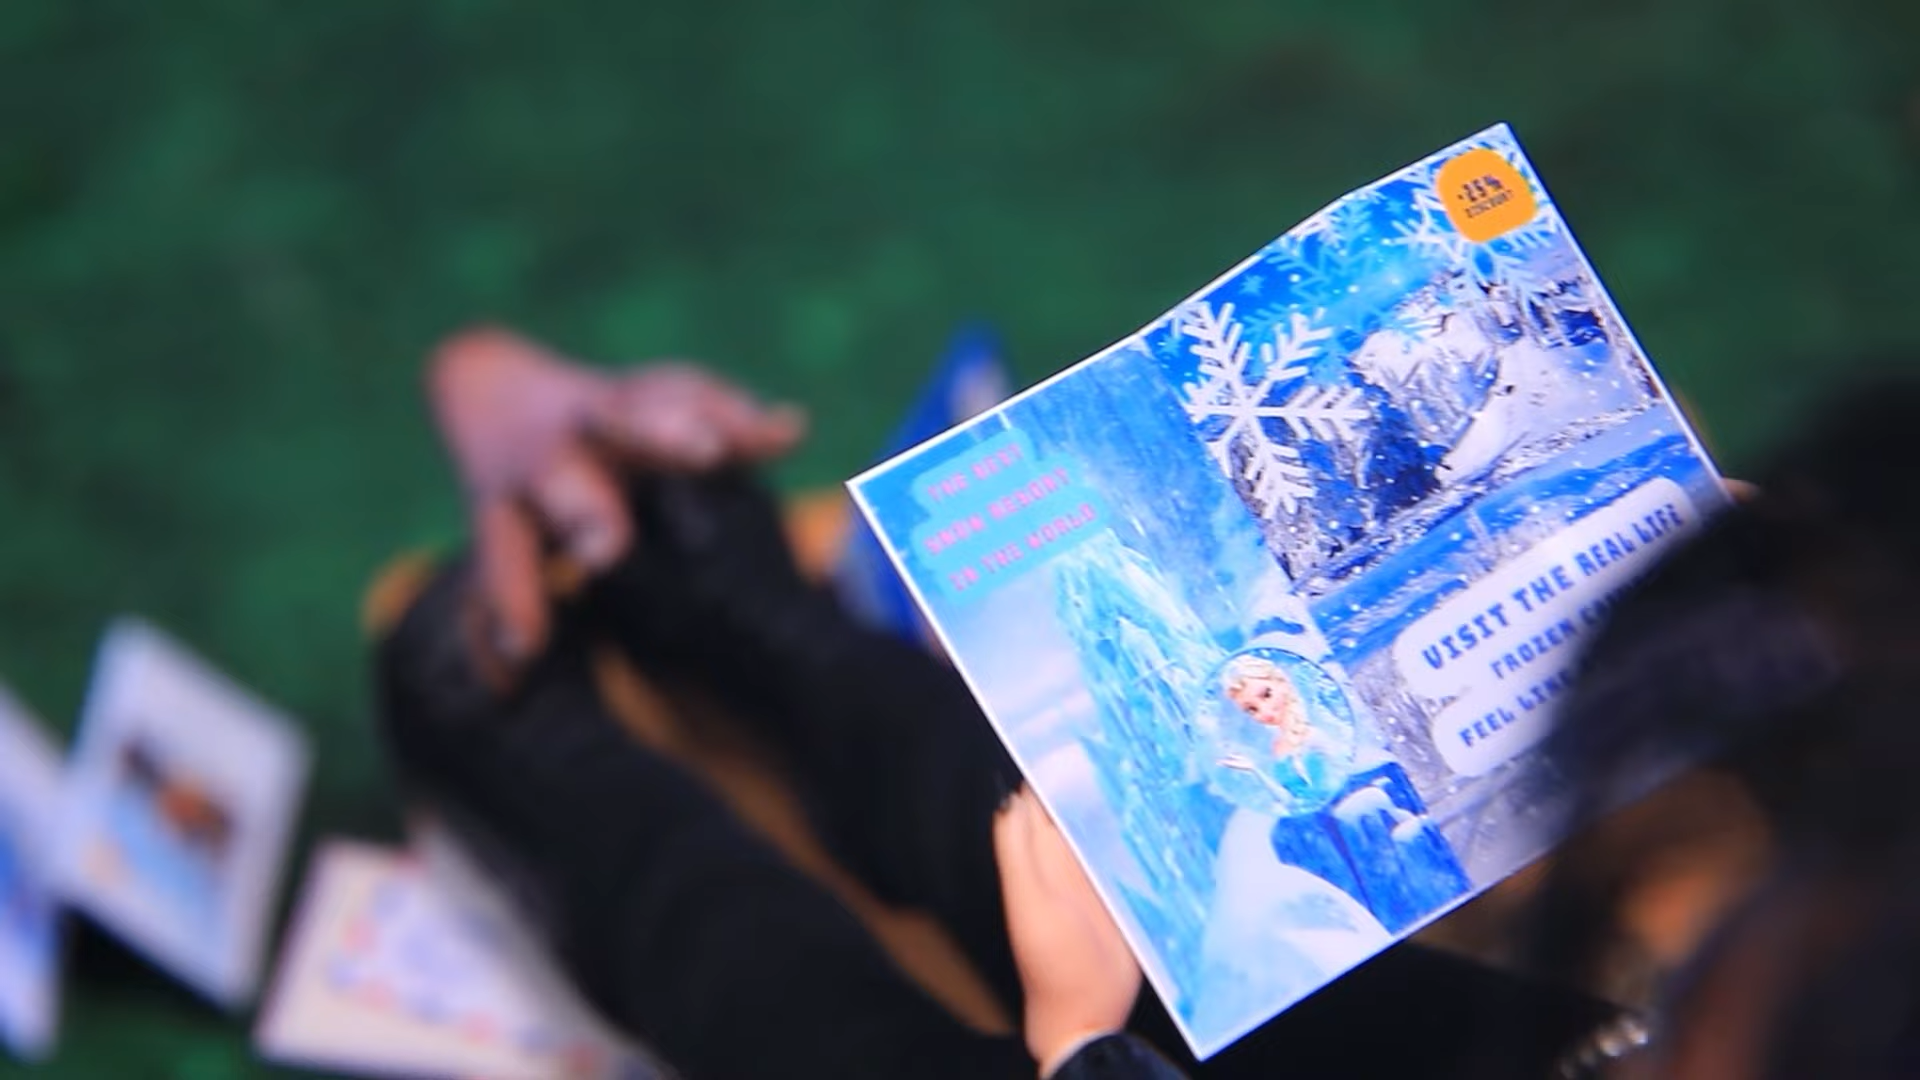 -25%
DISCOUNT
THE BEST
SNOW RESORT
IN THE WORLD
VISIT THE REAL LIFE
FROZEN
FEEL LIKE